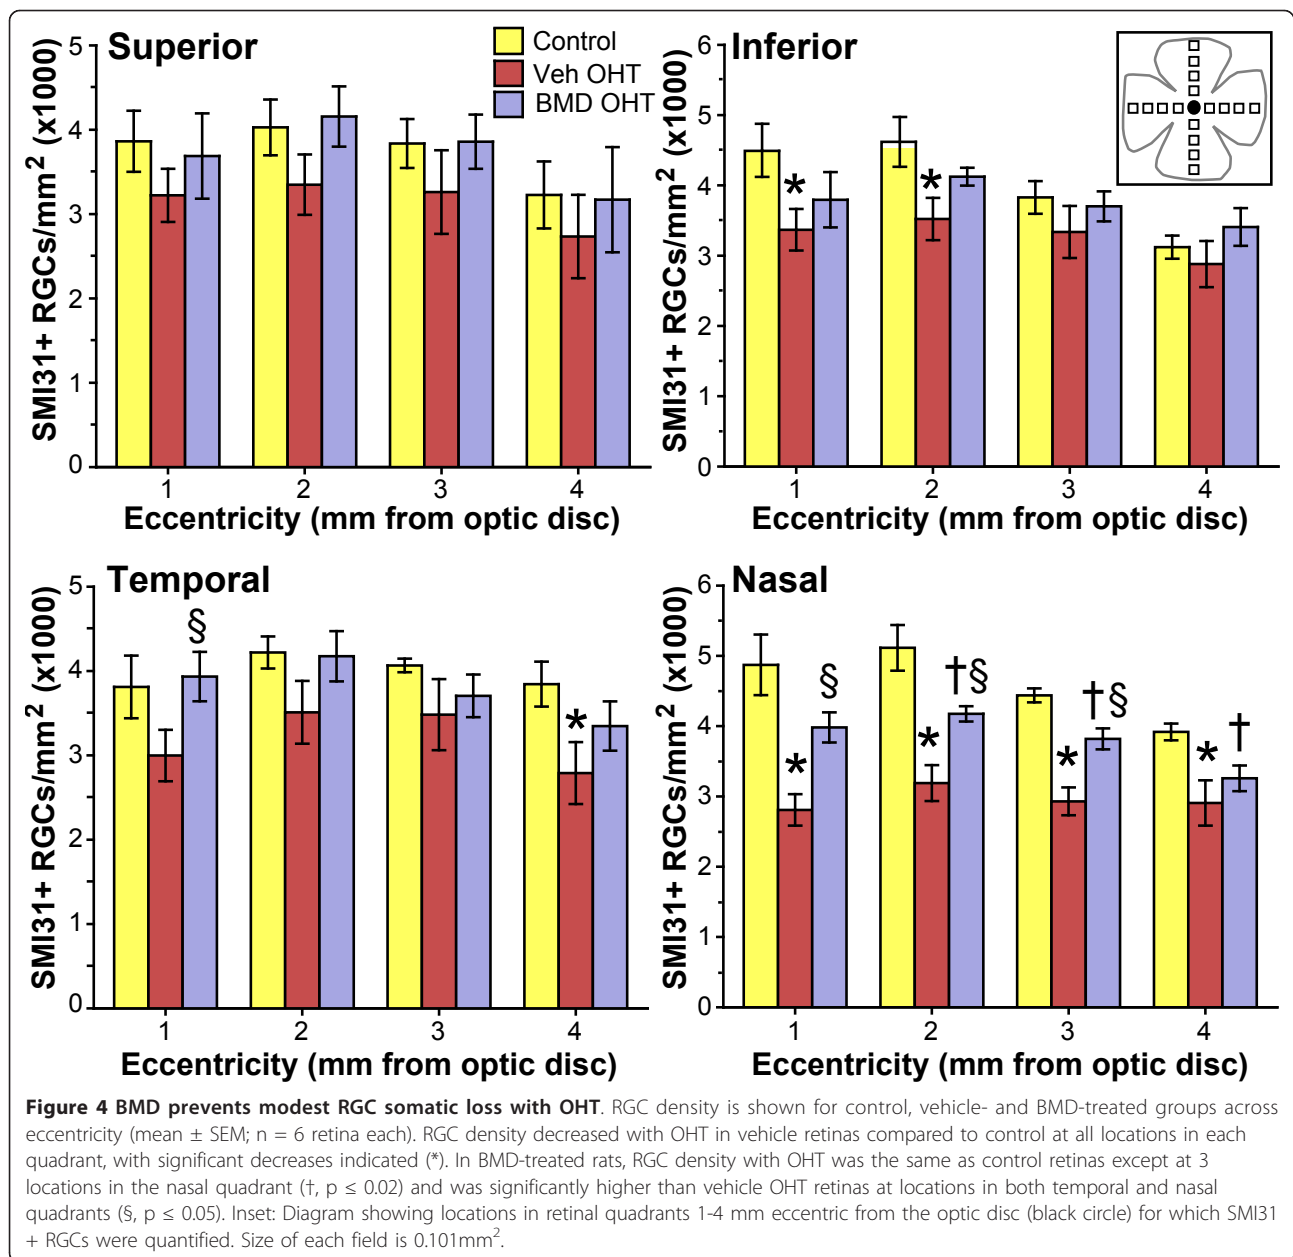 Superior
Control
Veh OHT
BMD OHT
SMI31+ RGCs/mm² (x1000)
5
4
3
2
1
0
1 2 3 4
Eccentricity (mm from optic disc)
Inferior
SMI31+ RGCs/mm² (x1000)
6
5
4
3
2
1
0
* *
1 2 3 4
Eccentricity (mm from optic disc)
Temporal
SMI31+ RGCs/mm² (x1000)
5
4
3
2
1
0
§ *
1 2 3 4
Eccentricity (mm from optic disc)
Nasal
SMI31+ RGCs/mm² (x1000)
6
5
4
3
2
1
0
* § * †§ * †§ * †
1 2 3 4
Eccentricity (mm from optic disc)
Figure 4 BMD prevents modest RGC somatic loss with OHT. RGC density is shown for control, vehicle- and BMD-treated groups across
eccentricity (mean ± SEM; n = 6 retina each). RGC density decreased with OHT in vehicle retinas compared to control at all locations in each
quadrant, with significant decreases indicated (*). In BMD-treated rats, RGC density with OHT was the same as control retinas except at 3
locations in the nasal quadrant (†, p ≤ 0.02) and was significantly higher than vehicle OHT retinas at locations in both temporal and nasal
quadrants (§, p ≤ 0.05). Inset: Diagram showing locations in retinal quadrants 1-4 mm eccentric from the optic disc (black circle) for which SMI31
+ RGCs were quantified. Size of each field is 0.101mm².